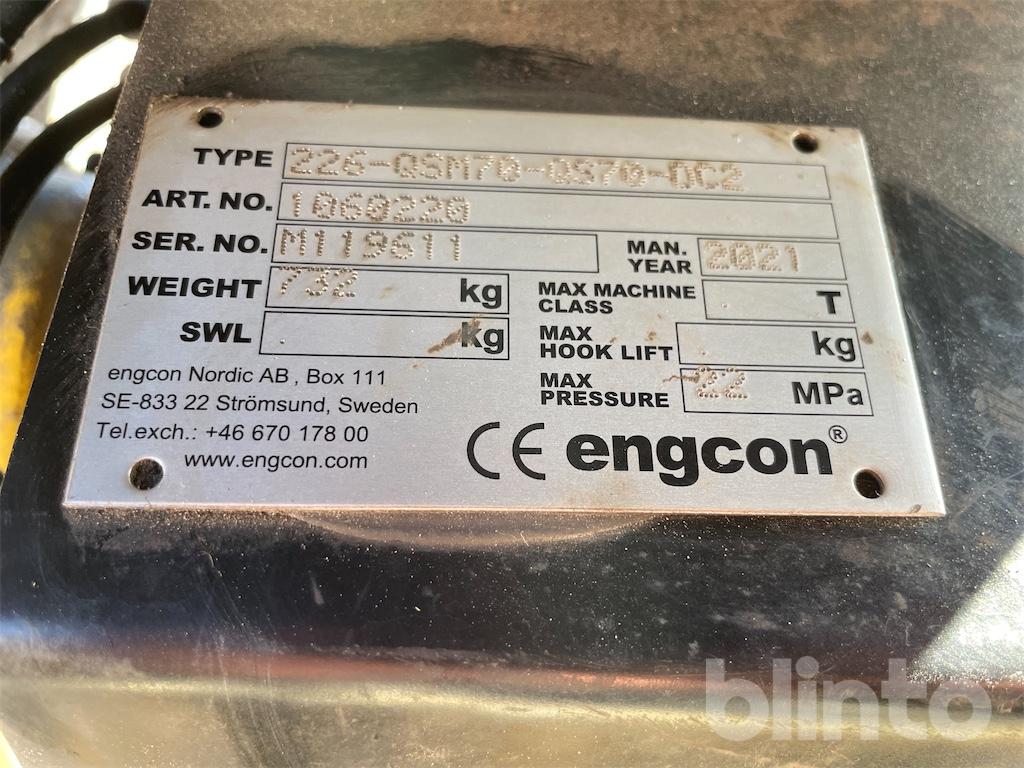 TYPE 226-QSM70-QS70-DC2
ART. NO. 1060220
SER. NO. M119611 MAN. YEAR 2021
WEIGHT 732 kg MAX MACHINE CLASS T
SWL kg MAX HOOK LIFT kg
MAX PRESSURE 22 MPa
engcon Nordic AB , Box 111
SE-833 22 Strömsund, Sweden
Tel.exch.: +46 670 178 00
www.engcon.com
CE engcon®
blinto